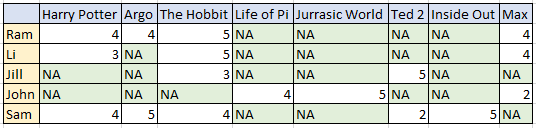 Harry Potter Argo The Hobbit Life of Pi Jurrasic World Ted 2 Inside Out Max
Ram 4 4 5 NA NA NA NA 4
Li 3 NA 5 NA NA NA NA 4
Jill NA NA 3 NA NA 5 NA NA
John NA NA NA 4 5 NA NA 2
Sam 4 5 4 NA NA 2 5 NA